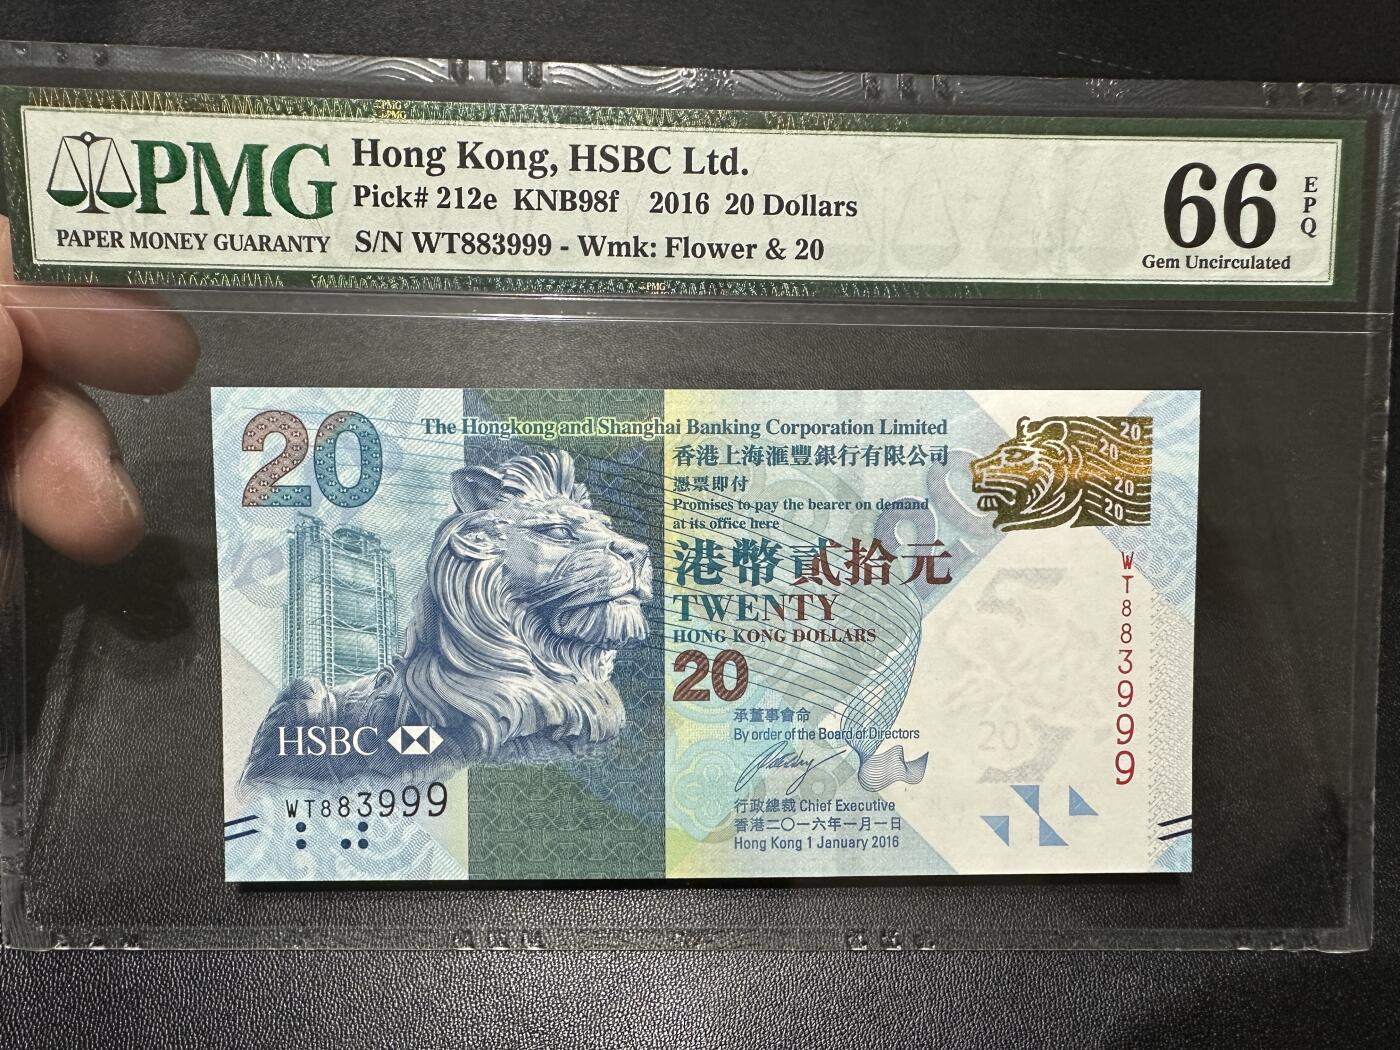 PMG
PAPER MONEY GUARANTY
Hong Kong, HSBC Ltd.
Pick# 212e KNB98f 2016 20 Dollars
S/N WT883999 - Wmk: Flower & 20
66
EPQ
Gem Uncirculated
20
The Hongkong and Shanghai Banking Corporation Limited
香港上海滙豐銀行有限公司
憑票即付
Promises to pay the bearer on demand
at its office here
港幣貳拾元
TWENTY
HONG KONG DOLLARS
20
承董事會命
By order of the Board of Directors
行政總裁 Chief Executive
香港二〇一六年一月一日
Hong Kong 1 January 2016
HSBC
WT883999
20
20
20
20
WT883999
20